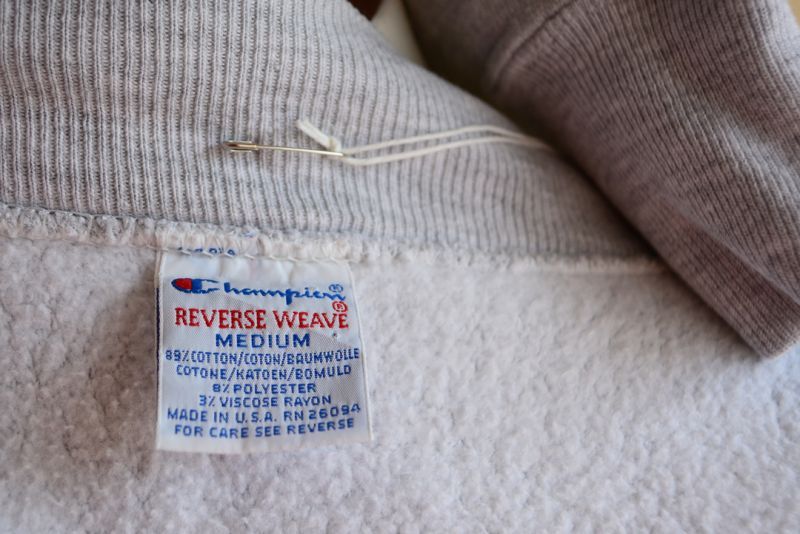 Champion®
REVERSE WEAVE®
MEDIUM
89% COTTON/COTON/BAUMWOLLE
COTONE/KATOEN/BOMULD
8% POLYESTER
3% VISCOSE RAYON
MADE IN U.S.A. RN 26094
FOR CARE SEE REVERSE